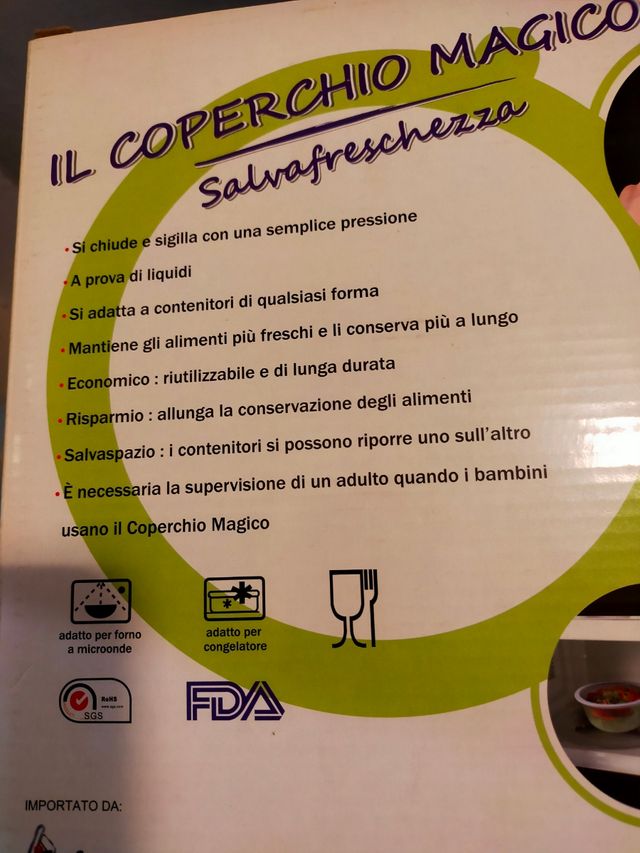 IL COPERCHIO MAGICO
Salvafreschezza
• Si chiude e sigilla con una semplice pressione
• A prova di liquidi
• Si adatta a contenitori di qualsiasi forma
• Mantiene gli alimenti più freschi e li conserva più a lungo
• Economico : riutilizzabile e di lunga durata
• Risparmio : allunga la conservazione degli alimenti
• Salvaspazio : i contenitori si possono riporre uno sull'altro
• È necessaria la supervisione di un adulto quando i bambini
usano il Coperchio Magico
adatto per forno
a microonde
adatto per
congelatore
RoHS
SGS
FDA
IMPORTATO DA: